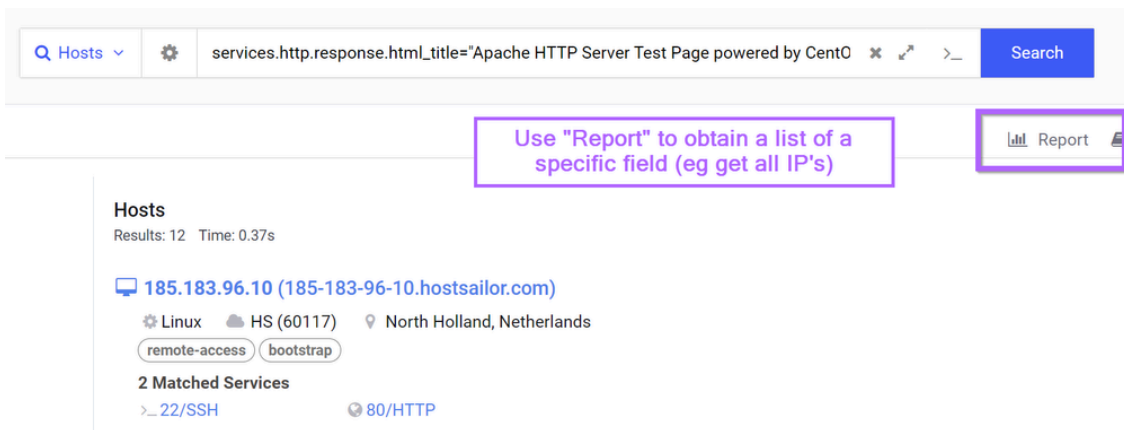 Hosts
services.http.response.html_title="Apache HTTP Server Test Page powered by CentO
Search
Use "Report" to obtain a list of a
specific field (eg get all IP's)
Report
Hosts
Results: 12 Time: 0.37s
185.183.96.10 (185-183-96-10.hostsailor.com)
Linux HS (60117) North Holland, Netherlands
remote-access bootstrap
2 Matched Services
>_ 22/SSH 80/HTTP